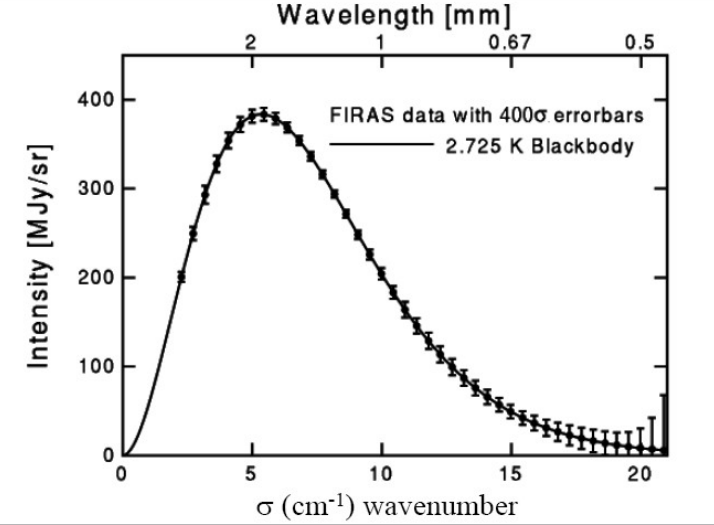 Wavelength [mm]
2 1 0.67 0.5
400
FIRAS data with 400σ errorbars
2.725 K Blackbody
300
Intensity [MJy/sr]
200
100
0
0 5 10 15 20
σ (cm-1) wavenumber